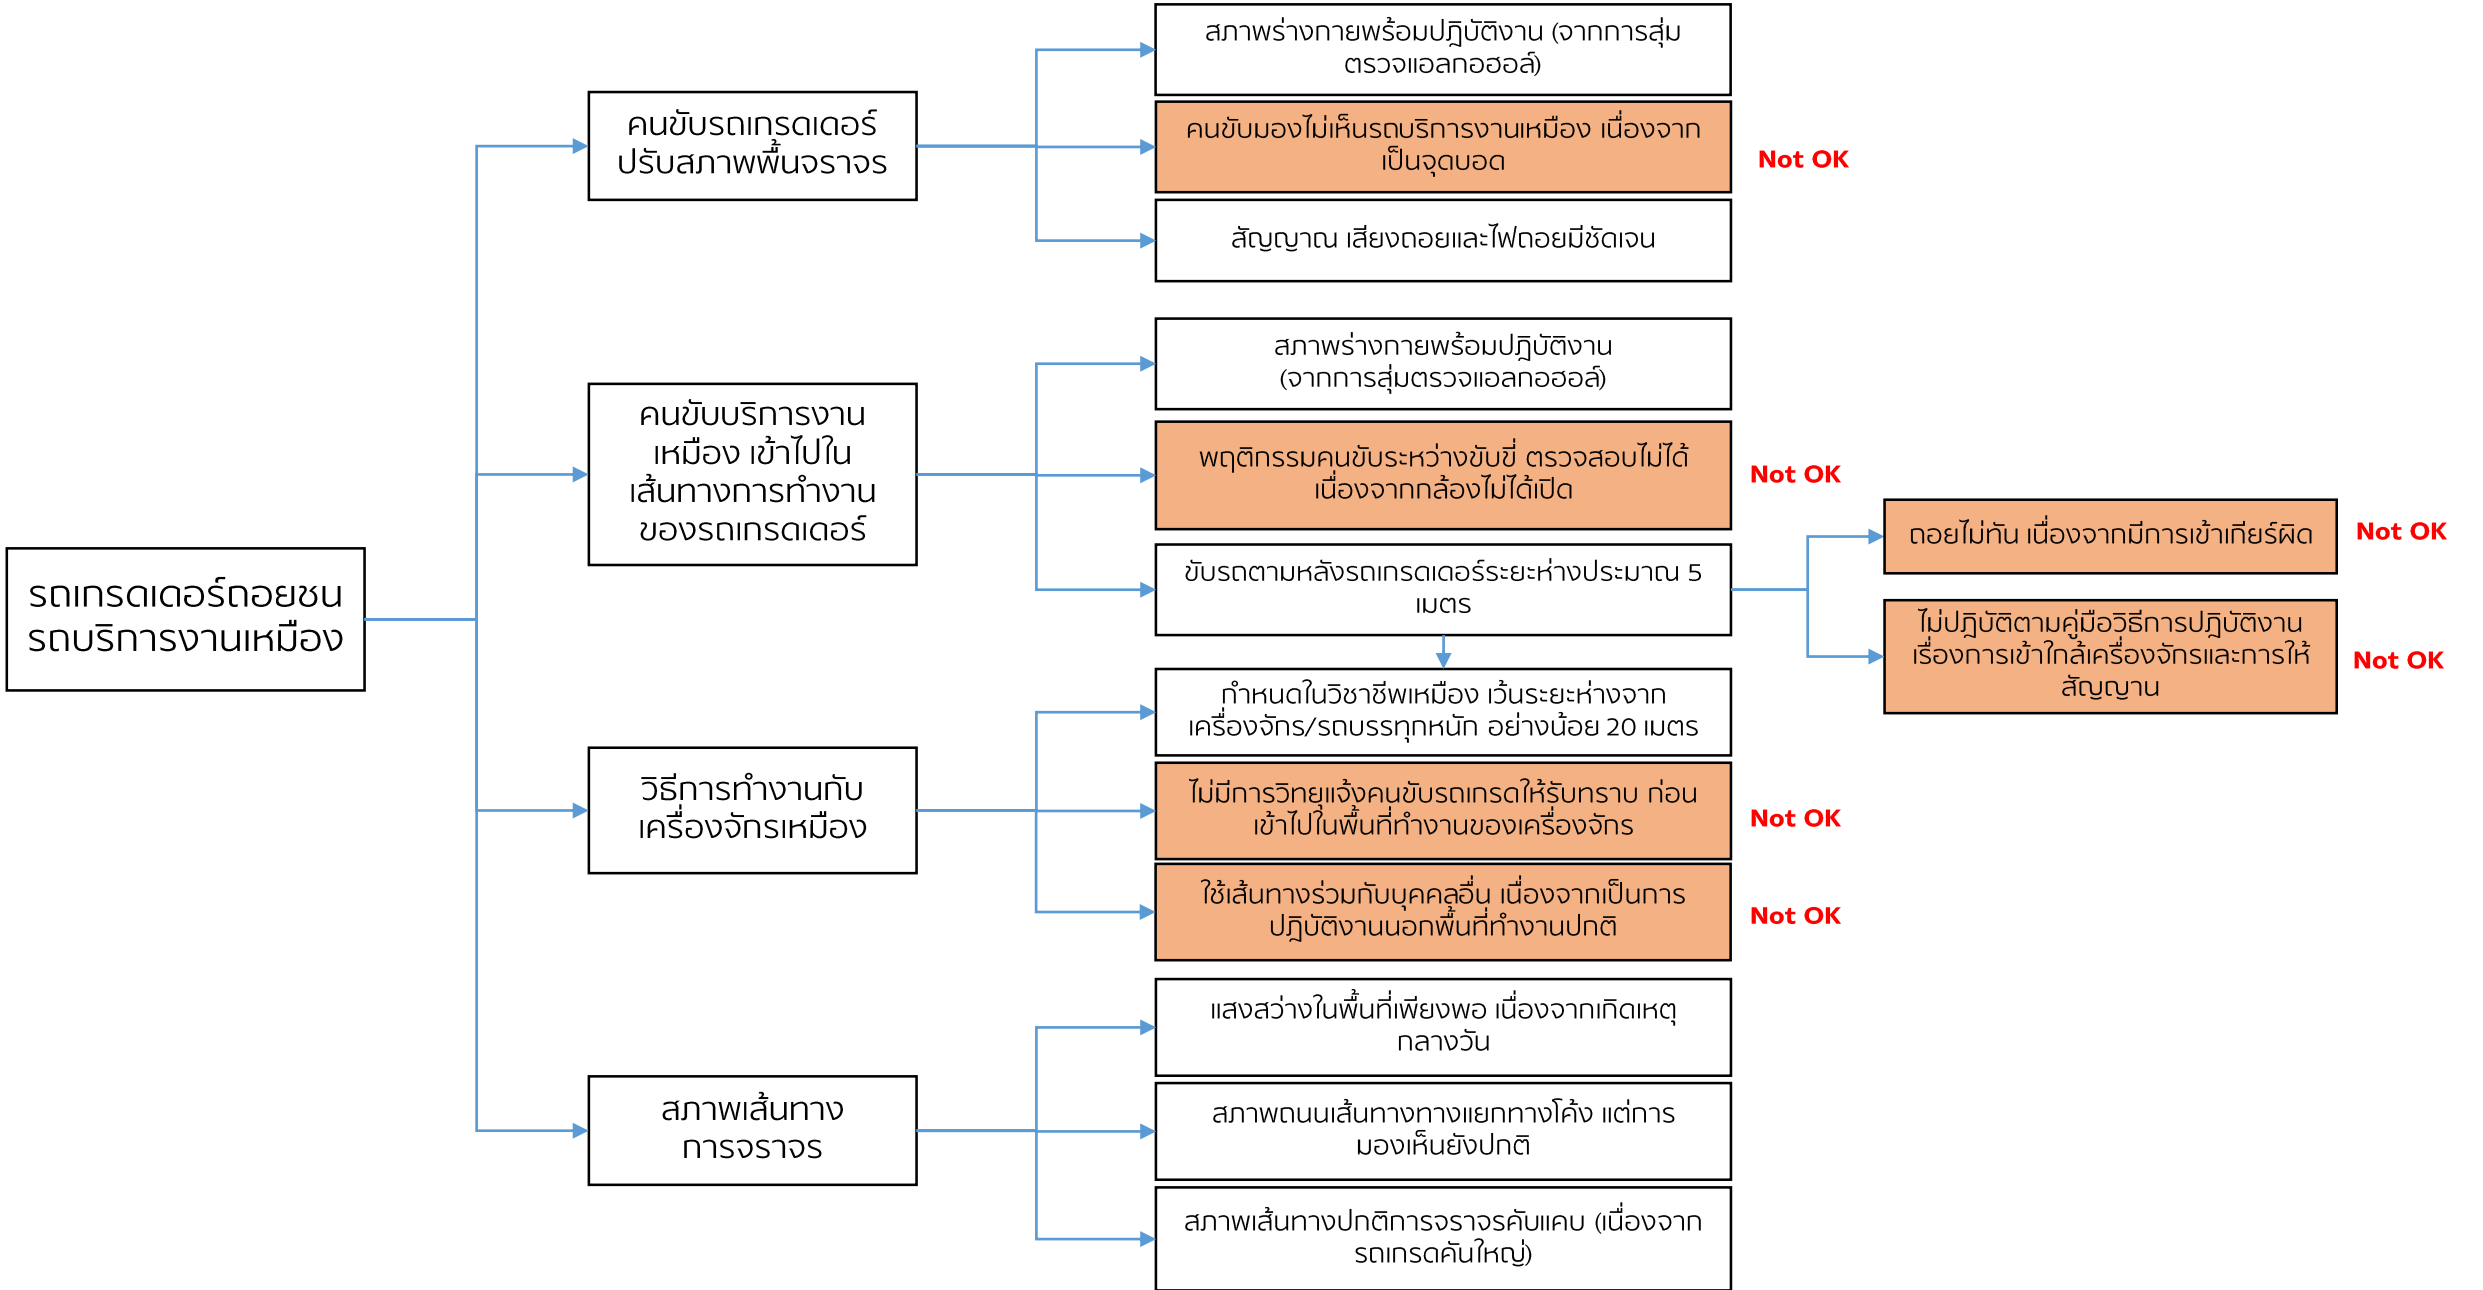 รถเกรดเดอร์ถอยชน
รถบริการงานเหมือง
คนขับรถเกรดเดอร์
ปรับสภาพพื้นจราจร
สภาพร่างกายพร้อมปฎิบัติงาน (จากการสุ่ม
ตรวจแอลกอฮอล์)
คนขับมองไม่เห็นรถบริการงานเหมือง เนื่องจาก
เป็นจุดบอด
Not OK
สัญญาณ เสียงถอยและไฟถอยมีชัดเจน
คนขับบริการงาน
เหมือง เข้าไปใน
เส้นทางการทำงาน
ของรถเกรดเดอร์
สภาพร่างกายพร้อมปฎิบัติงาน
(จากการสุ่มตรวจแอลกอฮอล์)
พฤติกรรมคนขับระหว่างขับขี่ ตรวจสอบไม่ได้
เนื่องจากกล้องไม่ได้เปิด
Not OK
ขับรถตามหลังรถเกรดเดอร์ระยะห่างประมาณ 5
เมตร
ถอยไม่ทัน เนื่องจากมีการเข้าเกียร์ผิด
Not OK
ไม่ปฎิบัติตามคู่มือวิธีการปฎิบัติงาน
เรื่องการเข้าใกล้เครื่องจักรและการให้
สัญญาน
Not OK
วิธีการทำงานกับ
เครื่องจักรเหมือง
กำหนดในวิชาชีพเหมือง เว้นระยะห่างจาก
เครื่องจักร/รถบรรทุกหนัก อย่างน้อย 20 เมตร
ไม่มีการวิทยุแจ้งคนขับรถเกรดให้รับทราบ ก่อน
เข้าไปในพื้นที่ทำงานของเครื่องจักร
Not OK
ใช้เส้นทางร่วมกับบุคคลอื่น เนื่องจากเป็นการ
ปฎิบัติงานนอกพื้นที่ทำงานปกติ
Not OK
สภาพเส้นทาง
การจราจร
แสงสว่างในพื้นที่เพียงพอ เนื่องจากเกิดเหตุ
กลางวัน
สภาพถนนเส้นทางทางแยกทางโค้ง แต่การ
มองเห็นยังปกติ
สภาพเส้นทางปกติการจราจรคับแคบ (เนื่องจาก
รถเกรดคันใหญ่)